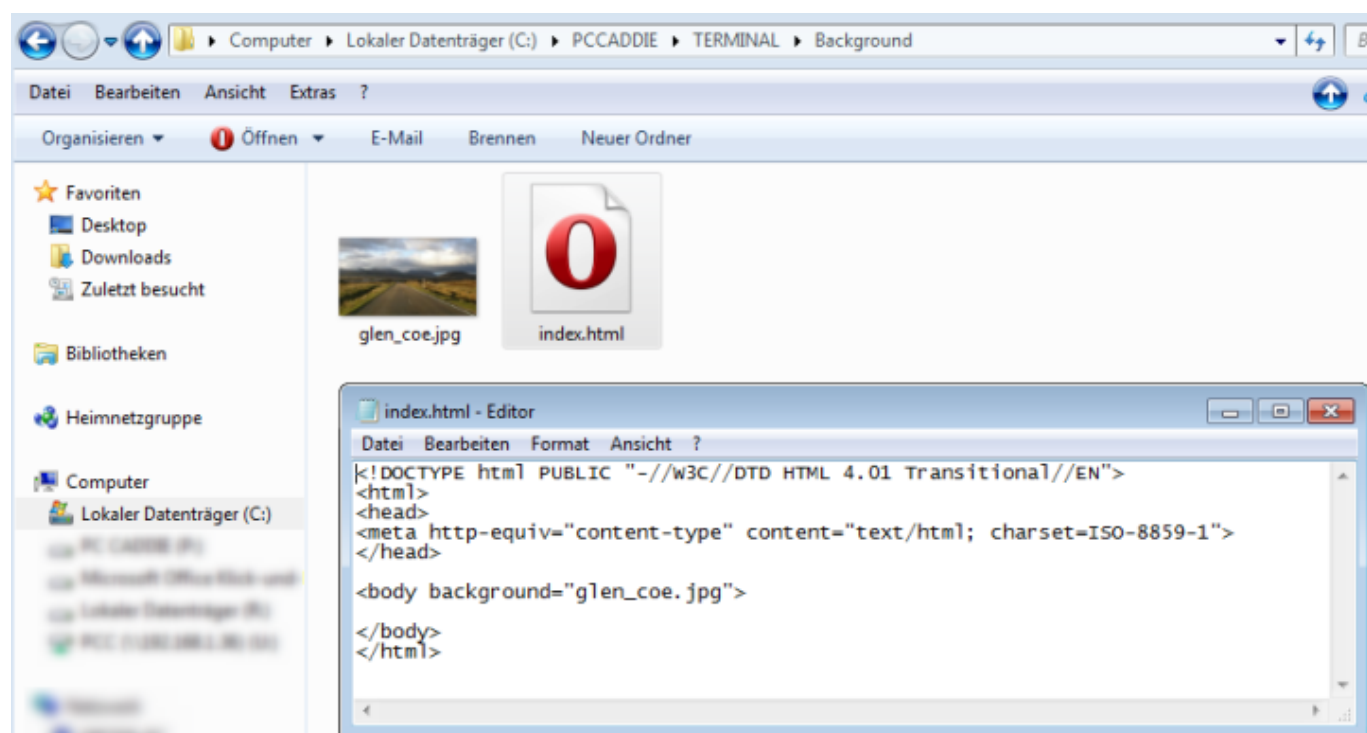 Computer ▸ Lokaler Datenträger (C:) ▸ PCCADDIE ▸ TERMINAL ▸ Background
Datei Bearbeiten Ansicht Extras ?
Organisieren Öffnen E-Mail Brennen Neuer Ordner
Favoriten
Desktop
Downloads
Zuletzt besucht
Bibliotheken
Heimnetzgruppe
Computer
Lokaler Datenträger (C:)
glen_coe.jpg
index.html
index.html - Editor
Datei Bearbeiten Format Ansicht ?
<!DOCTYPE html PUBLIC "-//W3C//DTD HTML 4.01 Transitional//EN">
<html>
<head>
<meta http-equiv="content-type" content="text/html; charset=ISO-8859-1">
</head>
<body background="glen_coe.jpg">
</body>
</html>